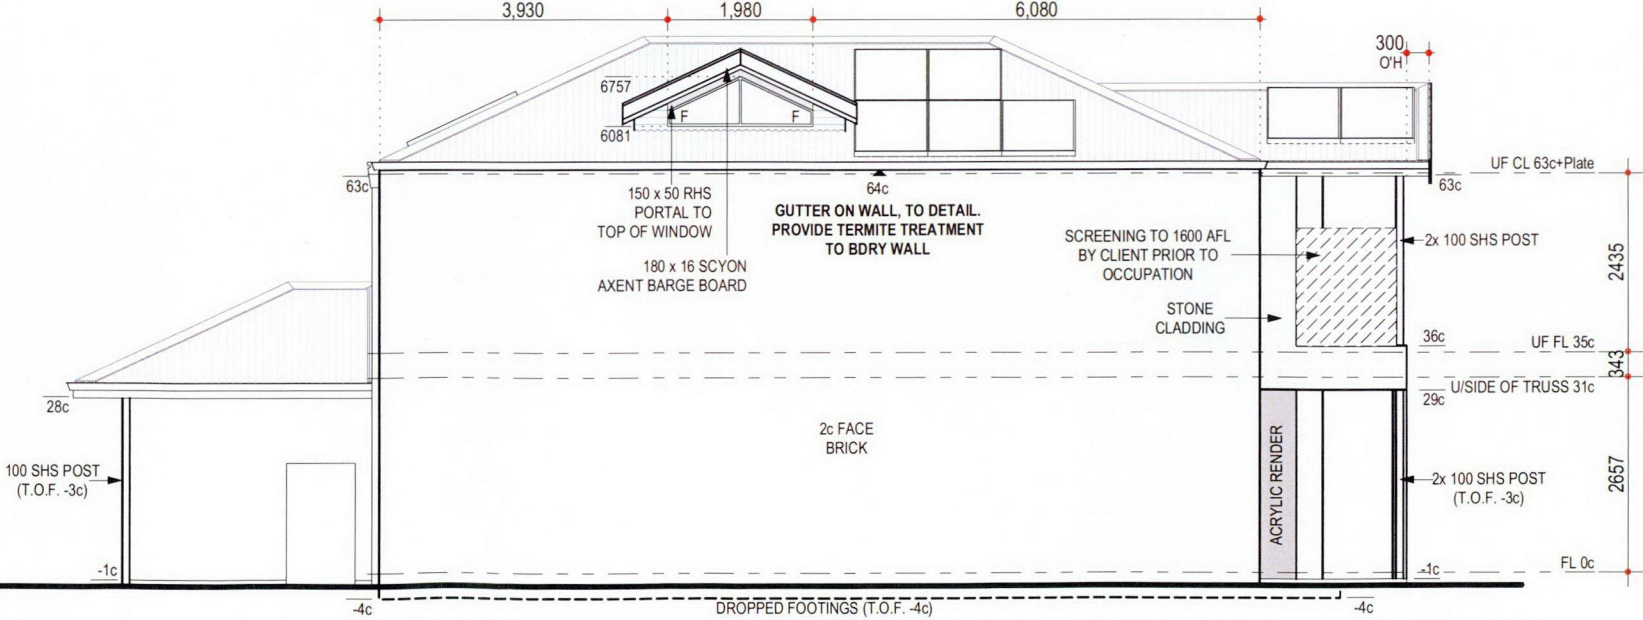 3,930
1,980
6,080
300
O'H
6757
6081
F
F
63c
64c
63c
UF CL 63c+Plate
150 x 50 RHS
PORTAL TO
TOP OF WINDOW
180 x 16 SCYON
AXENT BARGE BOARD
GUTTER ON WALL, TO DETAIL.
PROVIDE TERMITE TREATMENT
TO BDRY WALL
SCREENING TO 1600 AFL
BY CLIENT PRIOR TO
OCCUPATION
2x 100 SHS POST
2435
STONE
CLADDING
36c
UF FL 35c
343
U/SIDE OF TRUSS 31c
28c
29c
2c FACE
BRICK
100 SHS POST
(T.O.F. -3c)
ACRYLIC RENDER
2x 100 SHS POST
(T.O.F. -3c)
2657
-1c
-1c
FL 0c
-4c
DROPPED FOOTINGS (T.O.F. -4c)
-4c